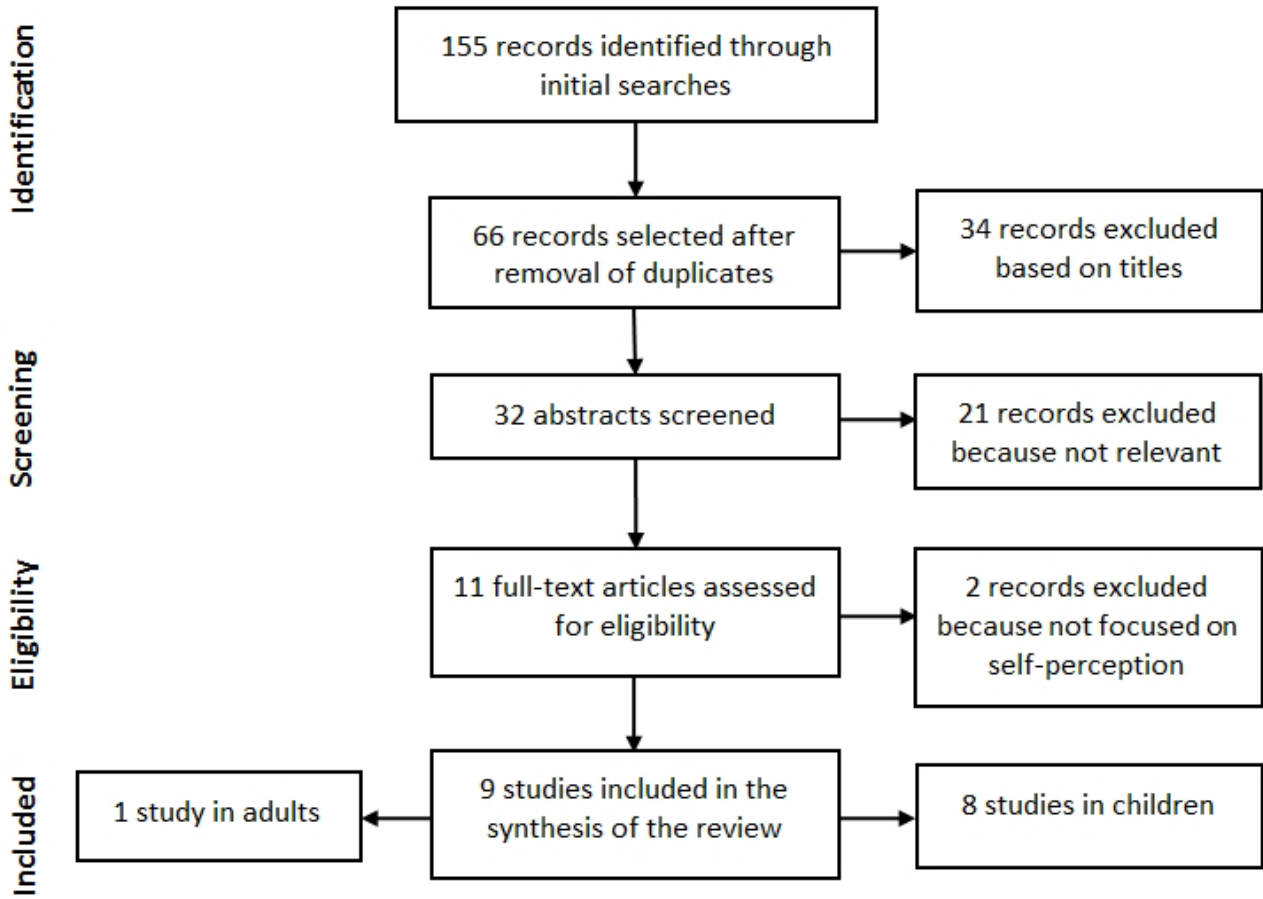 Identification
155 records identified through
initial searches
66 records selected after
removal of duplicates
34 records excluded
based on titles
Screening
32 abstracts screened
21 records excluded
because not relevant
Eligibility
11 full-text articles assessed
for eligibility
2 records excluded
because not focused on
self-perception
Included
1 study in adults
9 studies included in the
synthesis of the review
8 studies in children